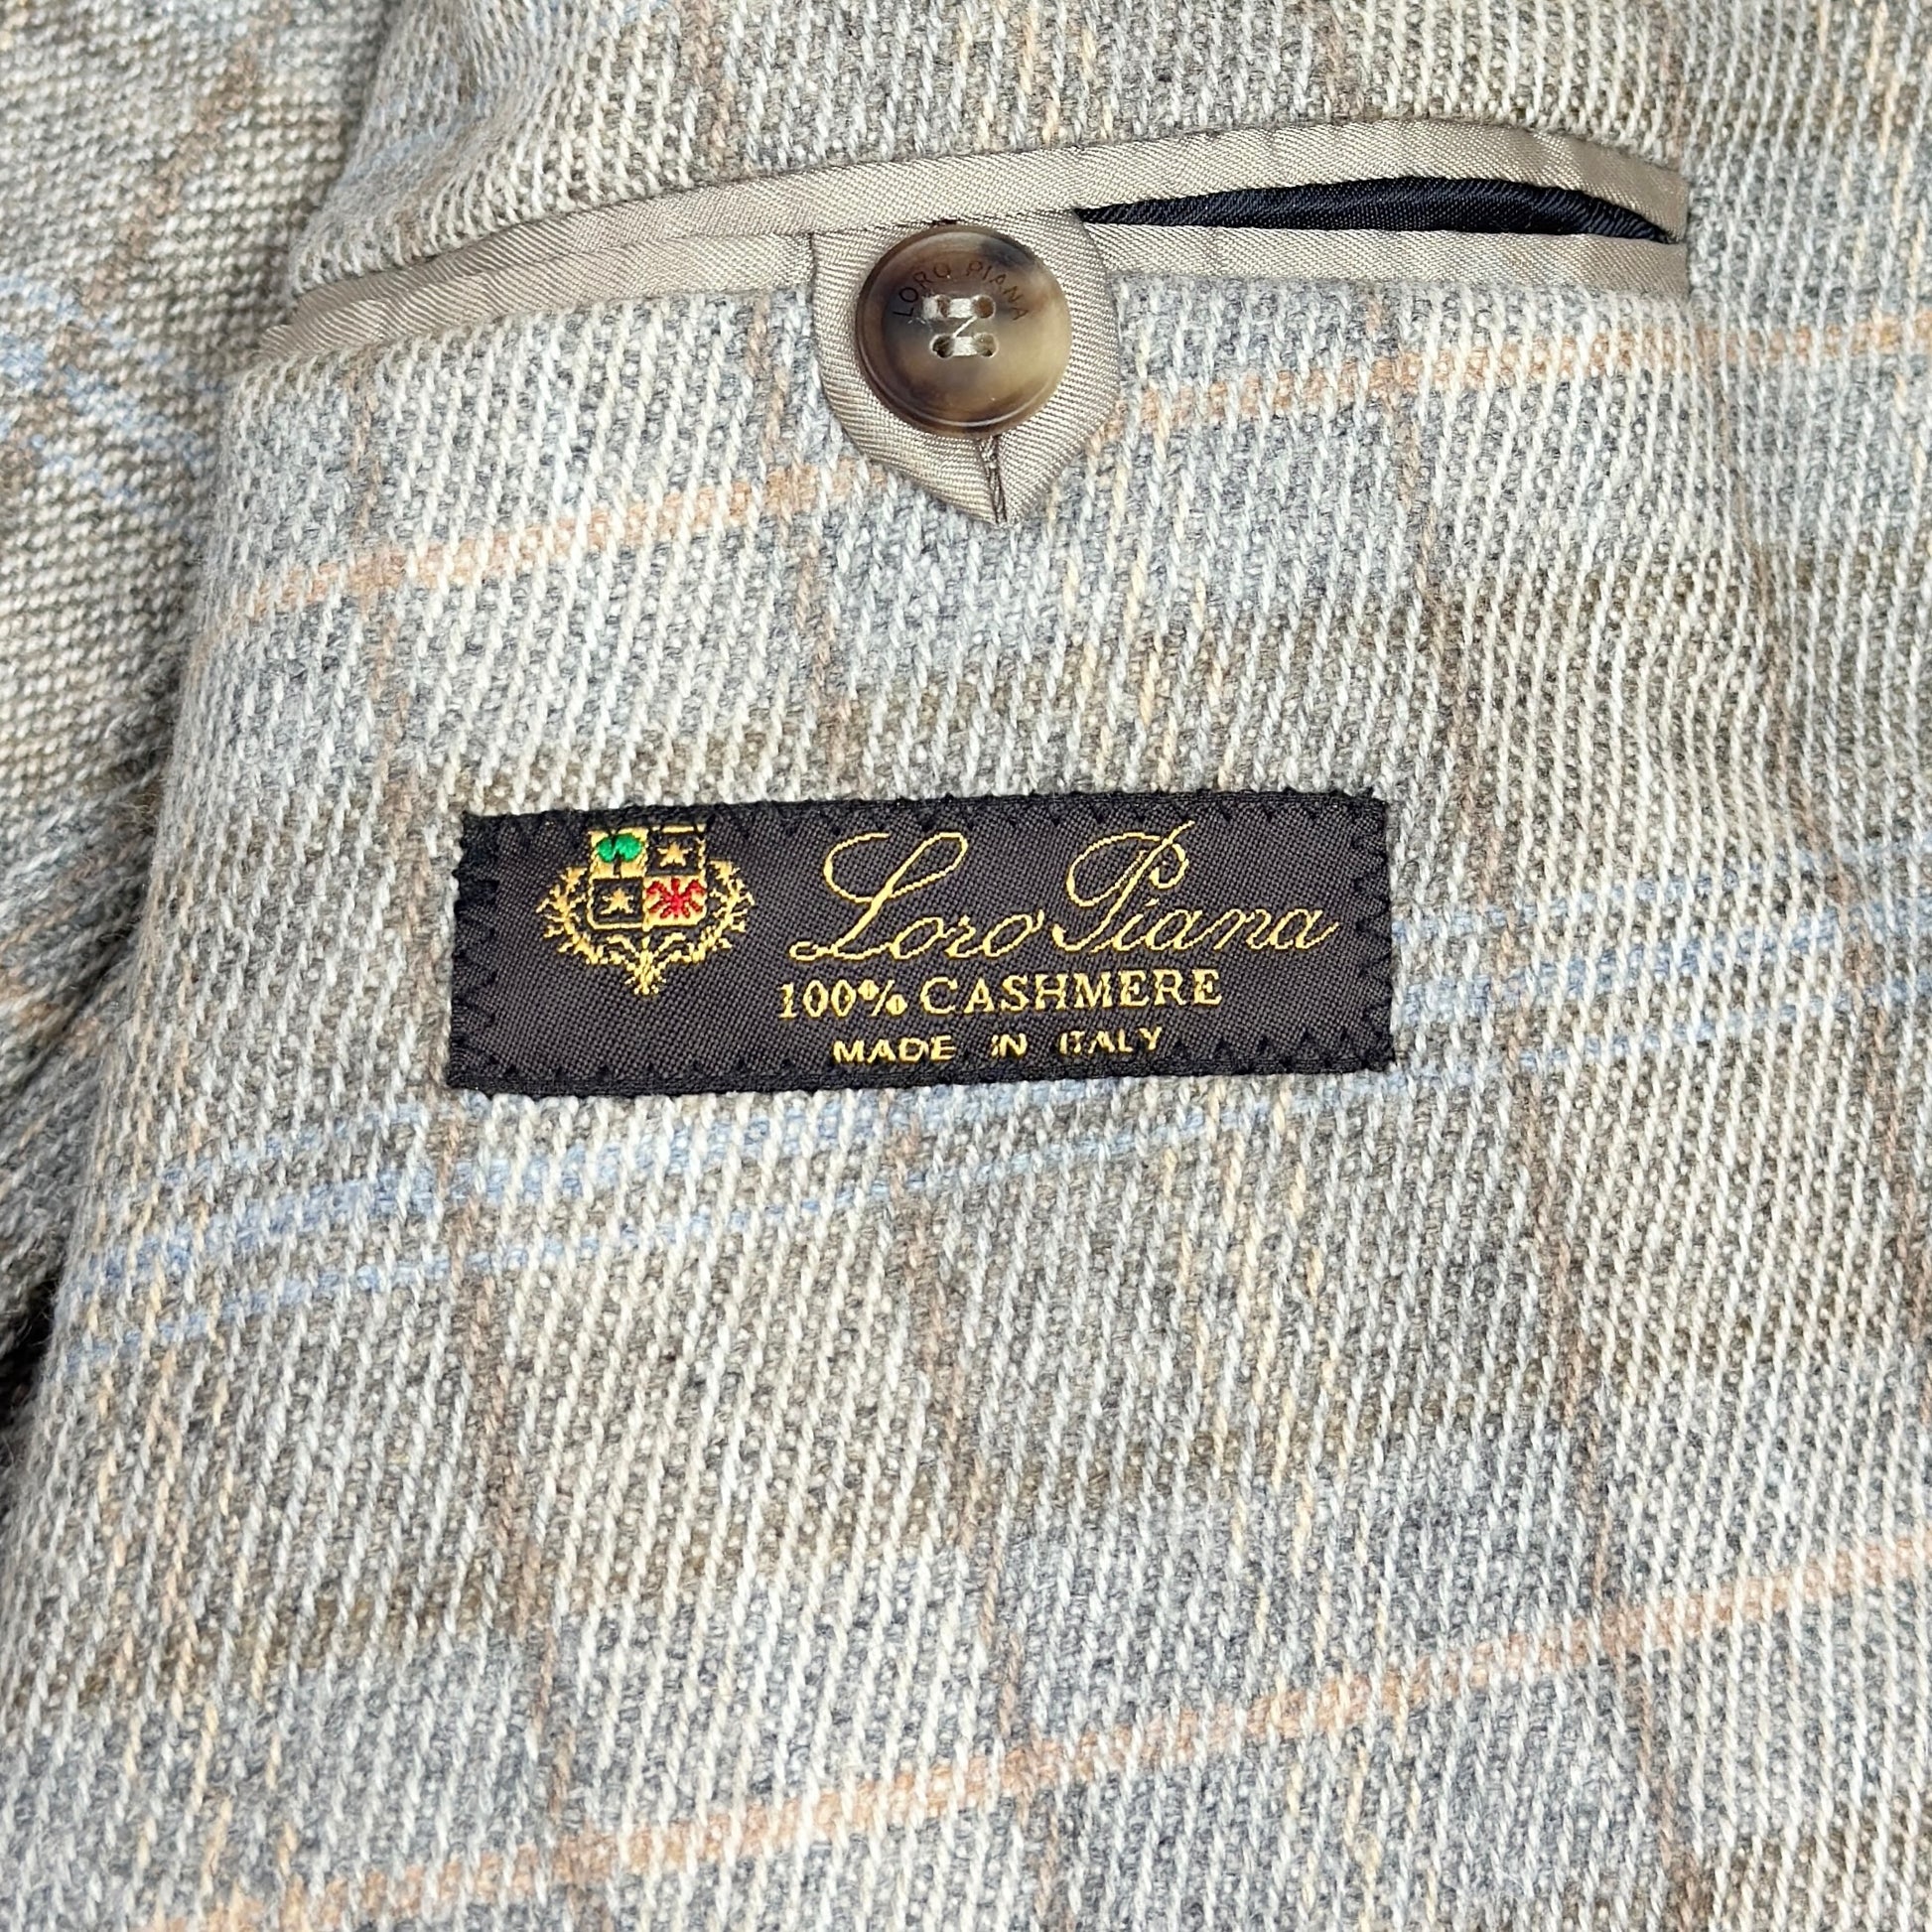 LORO PIANA
Loro Piana
100% CASHMERE
MADE IN ITALY